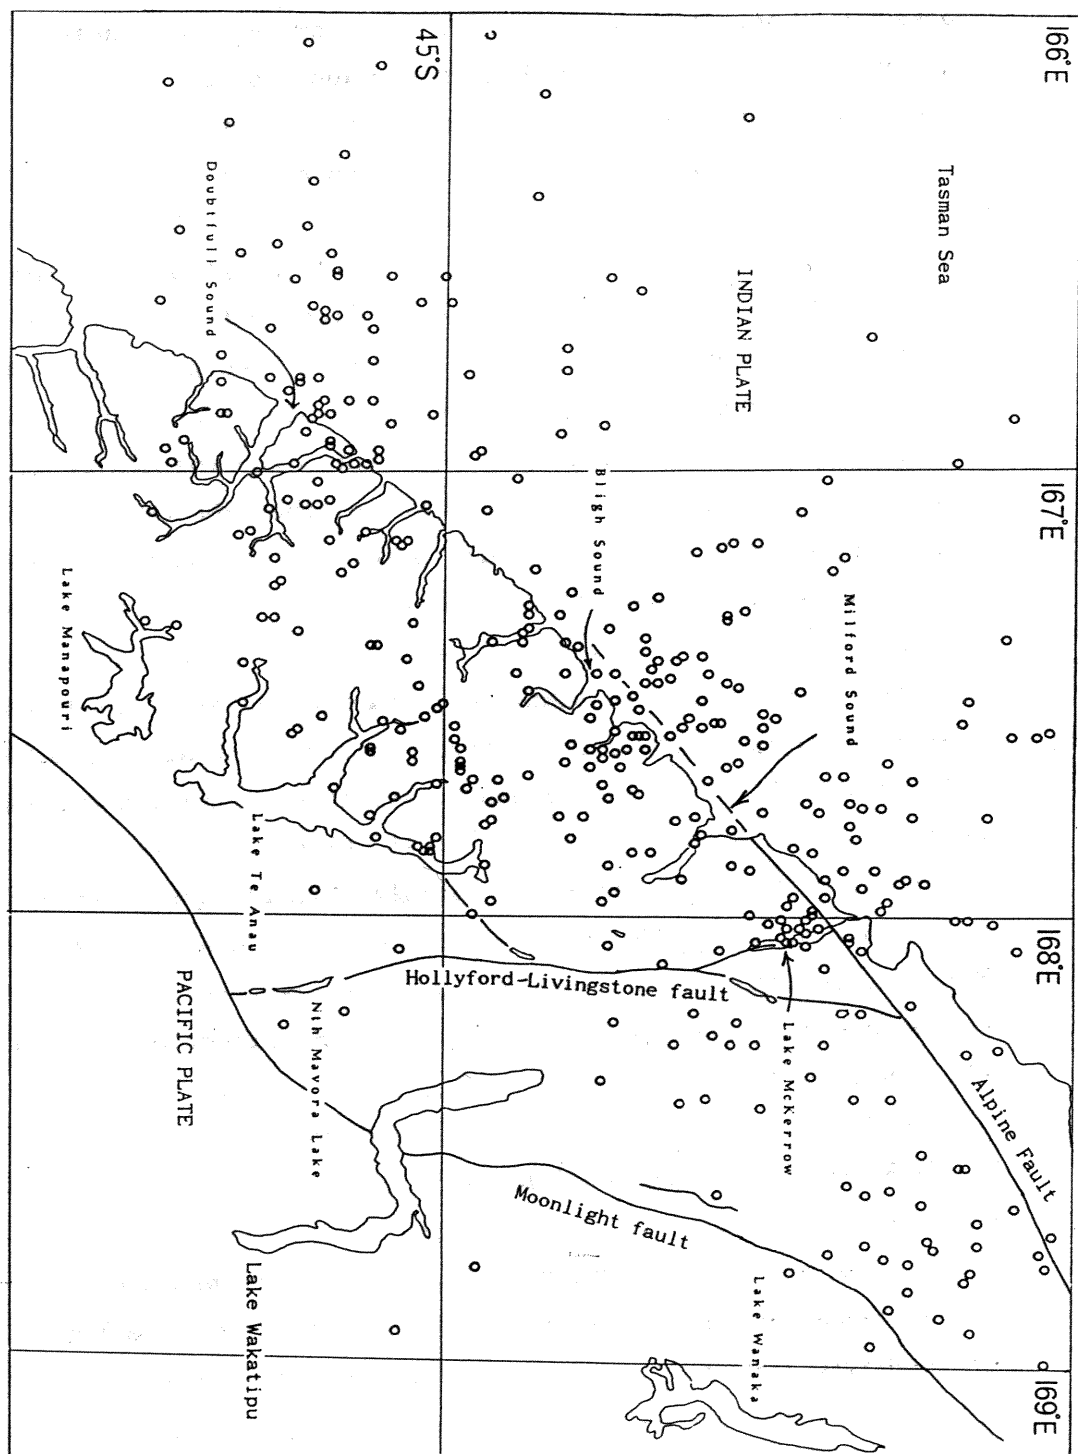 166°E
167°E
168°E
169°E
45°S
Tasman Sea
INDIAN PLATE
Doubtfull Sound
Bligh Sound
Milford Sound
Lake Manapouri
Lake Te Anau
Hollyford-Livingstone fault
Lake McKerrow
Alpine Fault
PACIFIC PLATE
Nth Mavora Lake
Moonlight fault
Lake Wakatipu
Lake Wanaka